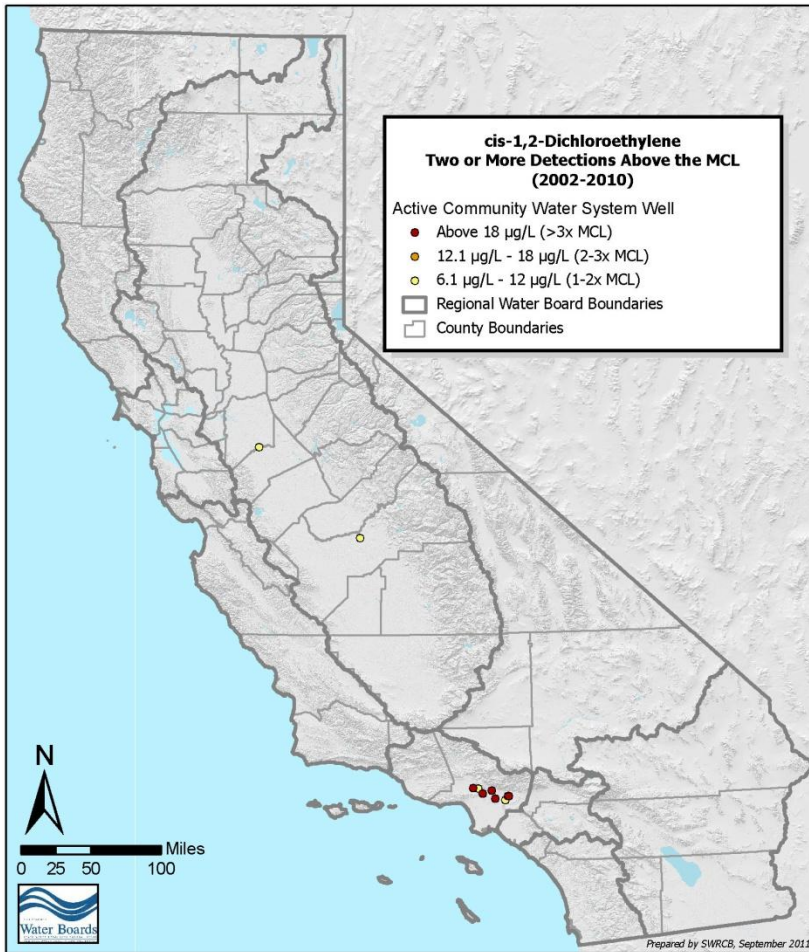 cis-1,2-Dichloroethylene
Two or More Detections Above the MCL
(2002-2010)
Active Community Water System Well
Above 18 µg/L (>3x MCL)
12.1 µg/L - 18 µg/L (2-3x MCL)
6.1 µg/L - 12 µg/L (1-2x MCL)
Regional Water Board Boundaries
County Boundaries
N
Miles
0 25 50 100
Water Boards
Prepared by SWRCB, September 2011